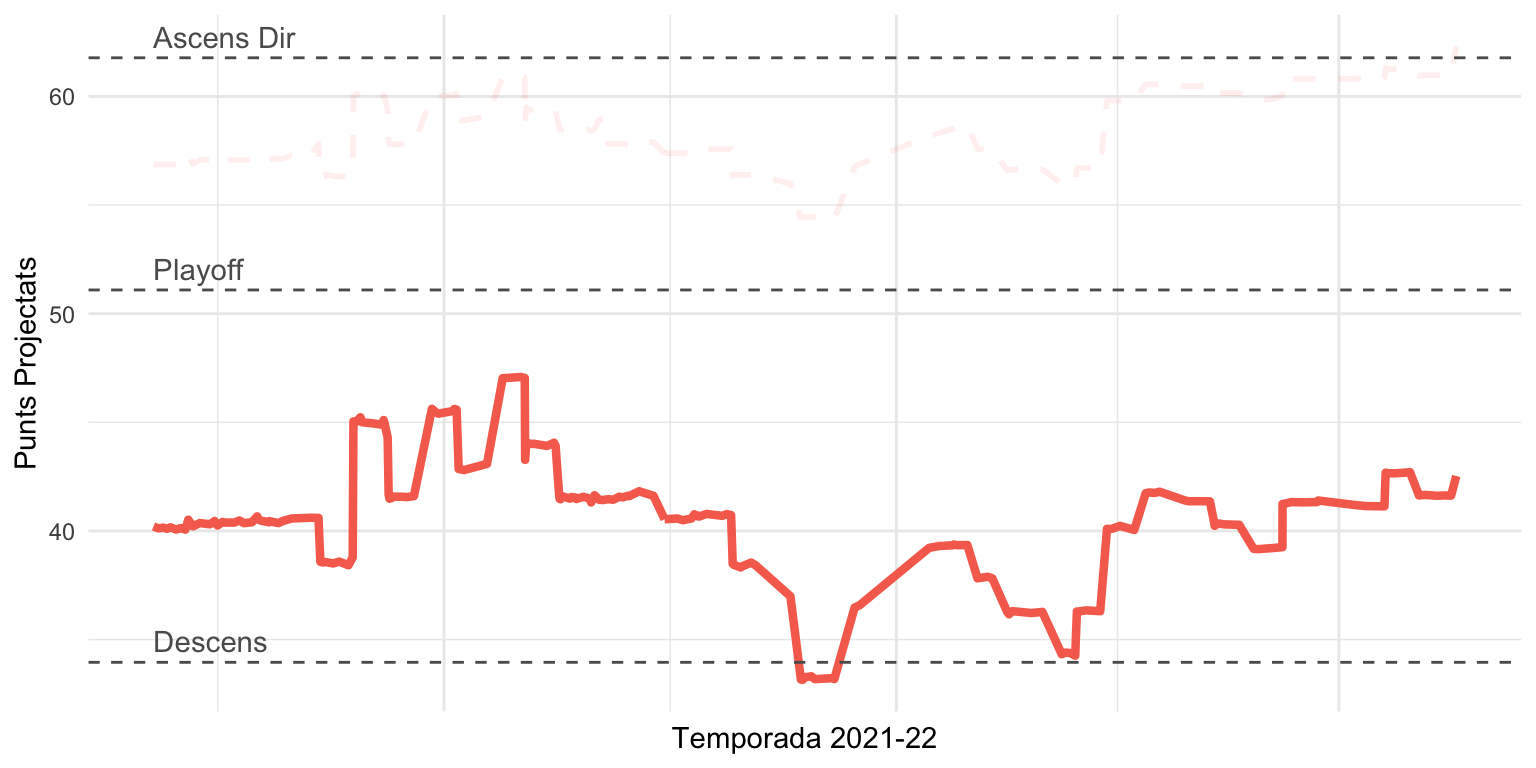 Ascens Dir
60
Playoff
50
Punts Projectats
40
Descens
Temporada 2021-22